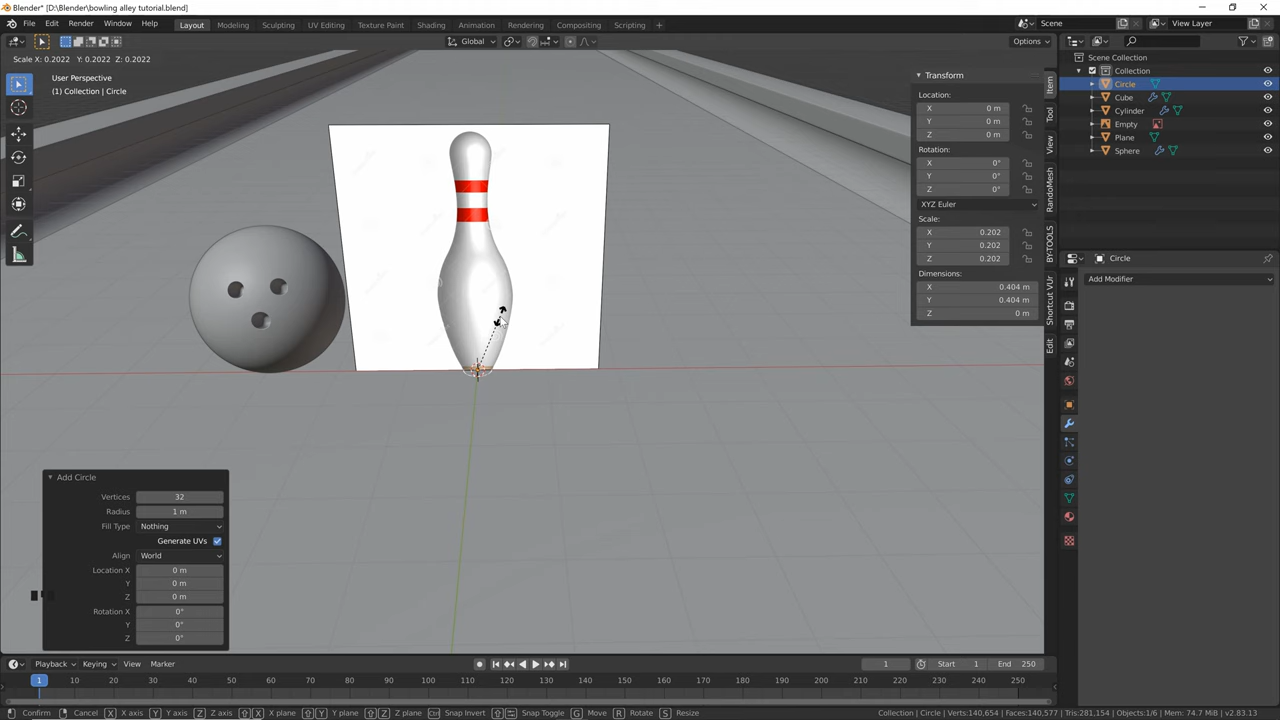 Blender* [D:\Blender\bowling alley tutorial.blend]
File Edit Render Window Help Layout Modeling Sculpting UV Editing Texture Paint Shading Animation Rendering Compositing Scripting + Scene View Layer
Global Options
Scale X: 0.2022 Y: 0.2022 Z: 0.2022
User Perspective
(1) Collection | Circle
Transform
Location:
X 0 m
Y 0 m
Z 0 m
Rotation:
X 0°
Y 0°
Z 0°
XYZ Euler
Scale:
X 0.202
Y 0.202
Z 0.202
Dimensions:
X 0.404 m
Y 0.404 m
Z 0 m
Item
Tool
View
RandoMesh
BY-TOOLS
Shortcut VUr
Edit
Scene Collection
Collection
Circle
Cube
Cylinder
Empty
Plane
Sphere
Circle
Add Modifier
Add Circle
Vertices 32
Radius 1 m
Fill Type Nothing
Generate UVs
Align World
Location X 0 m
Y 0 m
Z 0 m
Rotation X 0°
Y 0°
Z 0°
Playback Keying View Marker 1 Start 1 End 250
1 10 20 30 40 50 60 70 80 90 100 110 120 130 140 150 160 170 180 190 200 210 220 230 240 250
Confirm Cancel X X axis Y Y axis Z Z axis X X plane Y Y plane Z Z plane Ctrl Snap Invert Snap Toggle G Move R Rotate S Resize Collection | Circle | Verts:140,654 | Faces:140,577 | Tris:281,154 | Objects:1/6 | Mem: 74.7 MiB | v2.83.13